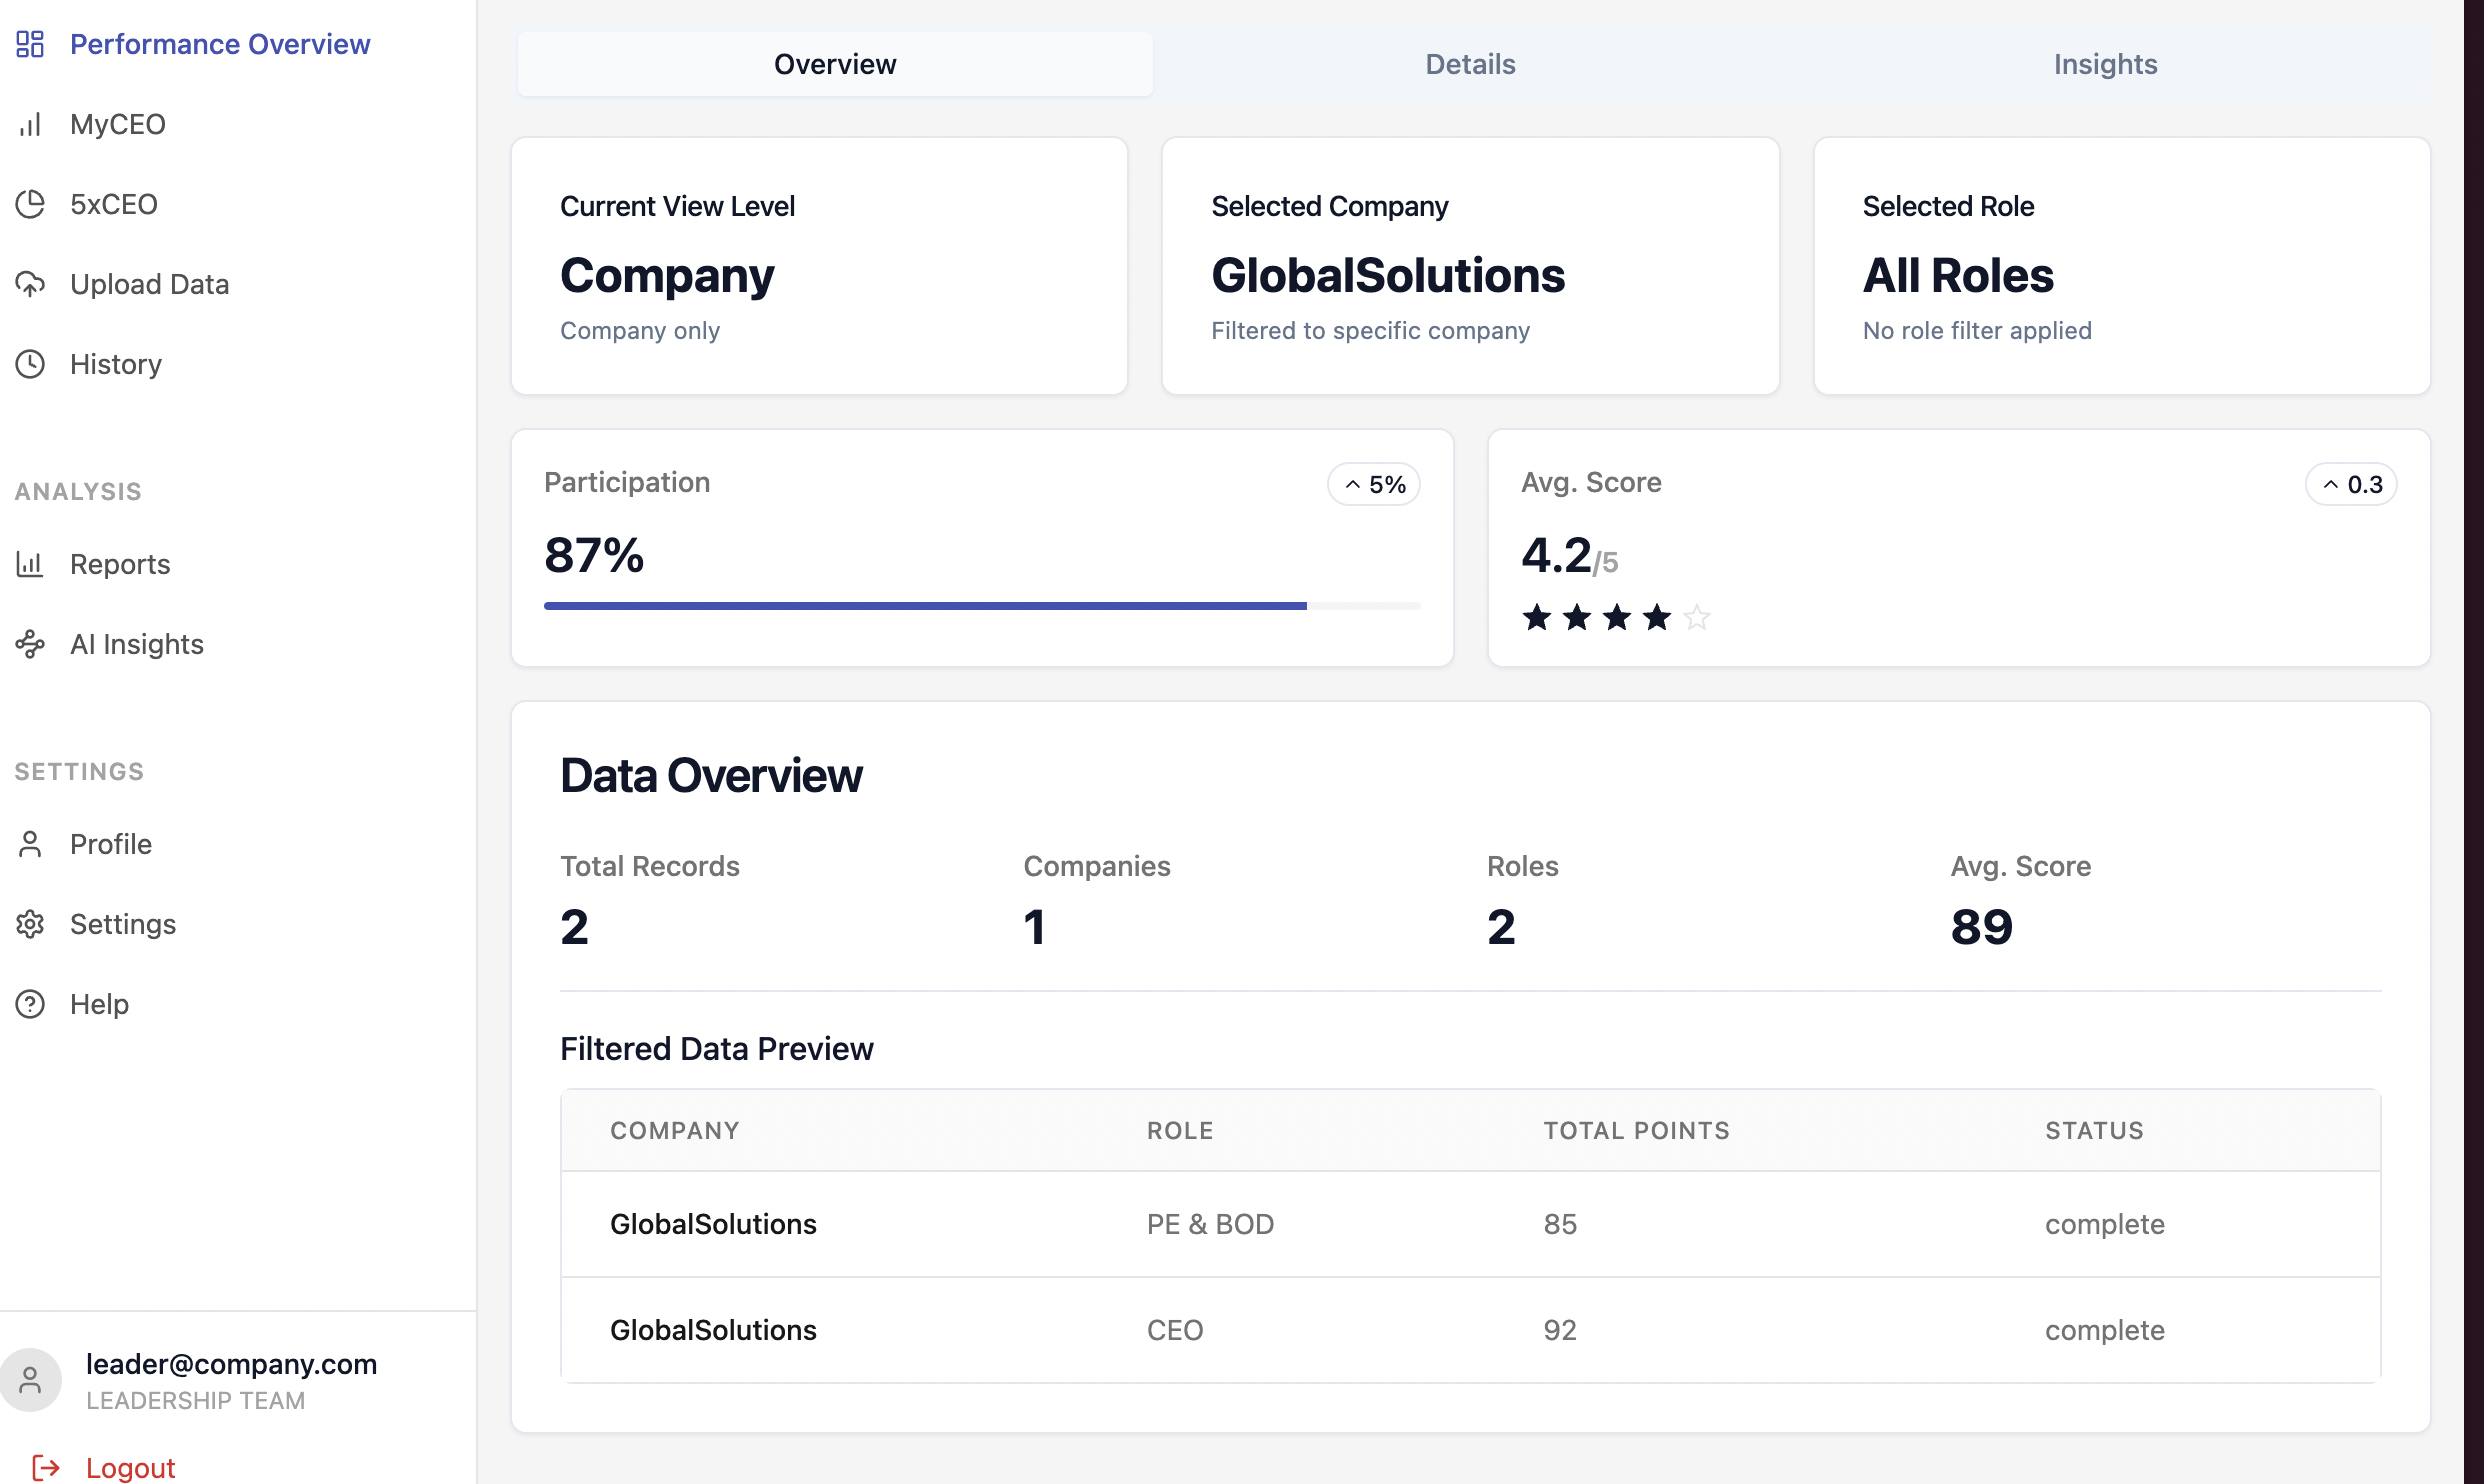 Performance Overview
MyCEO
5xCEO
Upload Data
History
ANALYSIS
Reports
AI Insights
SETTINGS
Profile
Settings
Help
leader@company.com
LEADERSHIP TEAM
Logout
Overview
Details
Insights
Current View Level
Company
Company only
Selected Company
GlobalSolutions
Filtered to specific company
Selected Role
All Roles
No role filter applied
Participation
5%
87%
Avg. Score
0.3
4.2/5
Data Overview
Total Records
2
Companies
1
Roles
2
Avg. Score
89
Filtered Data Preview
COMPANY ROLE TOTAL POINTS STATUS
GlobalSolutions PE & BOD 85 complete
GlobalSolutions CEO 92 complete